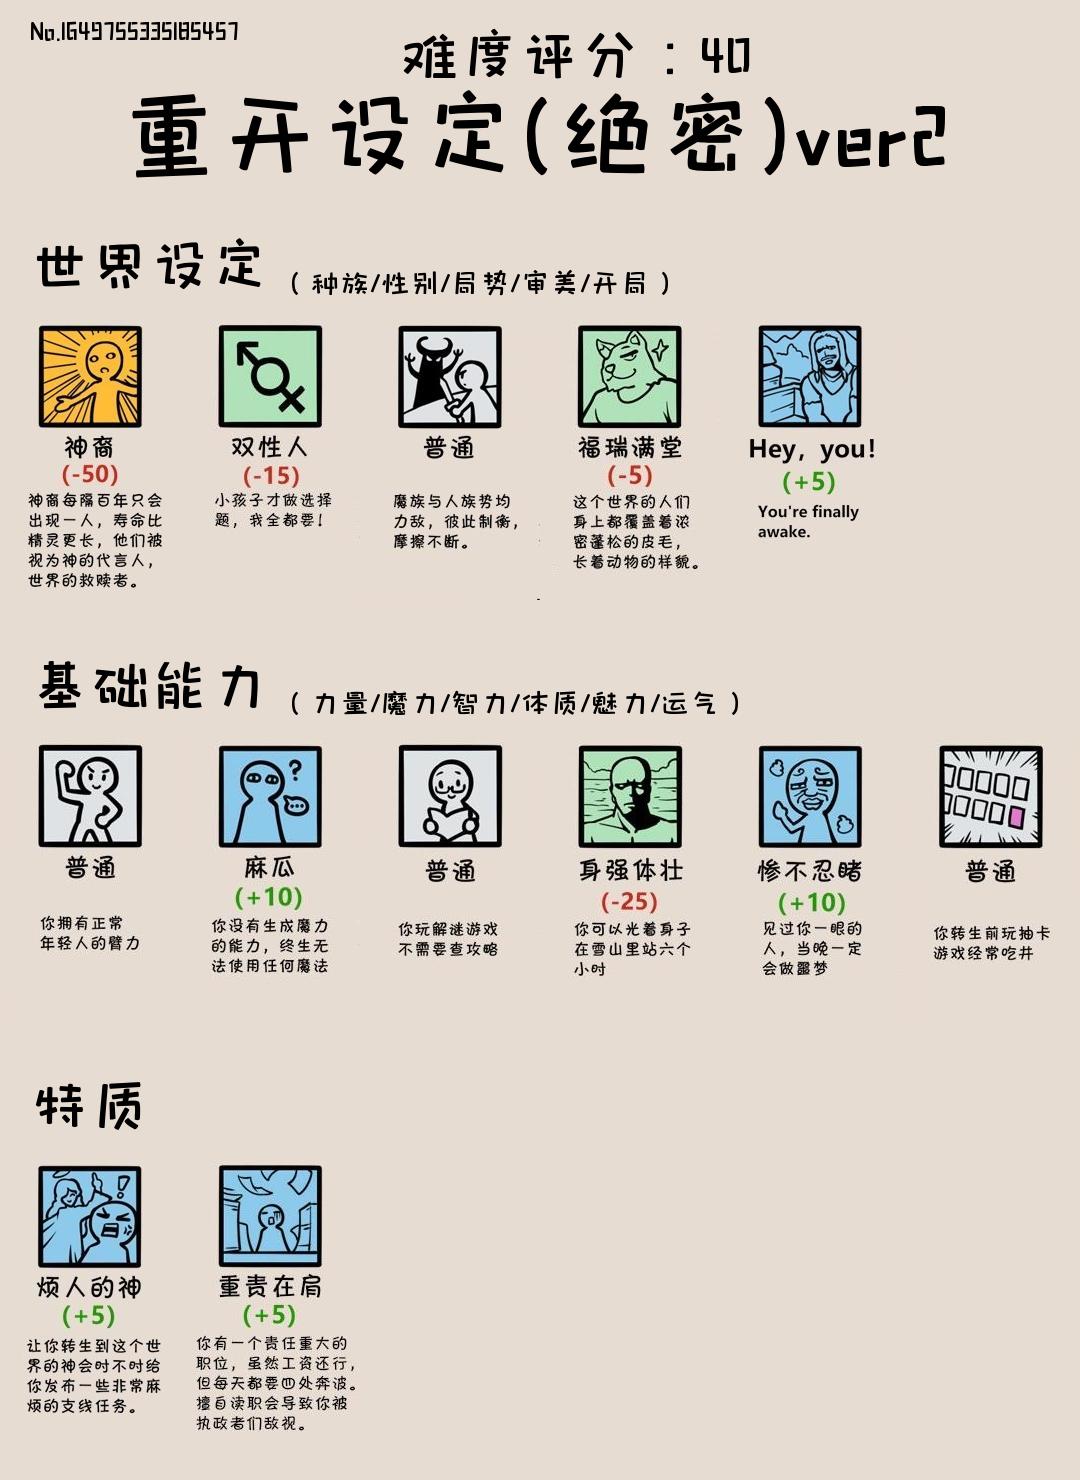 No.1649755335185457
难度评分：40
重开设定(绝密)ver2
世界设定（种族/性别/局势/审美/开局）
神裔
(-50)
神裔每隔百年只会
出现一人，寿命比
精灵更长，他们被
视为神的代言人，
世界的救赎者。
双性人
(-15)
小孩子才做选择
题，我全都要！
普通
魔族与人族势均
力敌，彼此制衡，
摩擦不断。
福瑞满堂
(-5)
这个世界的人们
身上都覆盖着浓
密蓬松的皮毛，
长着动物的样貌。
Hey, you!
(+5)
You're finally
awake.
基础能力（力量/魔力/智力/体质/魅力/运气）
普通
你拥有正常
年轻人的臂力
麻瓜
(+10)
你没有生成魔力
的能力，终生无
法使用任何魔法
普通
你玩解谜游戏
不需要查攻略
身强体壮
(-25)
你可以光着身子
在雪山里站六个
小时
惨不忍睹
(+10)
见过你一眼的
人，当晚一定
会做噩梦
普通
你转生前玩抽卡
游戏经常吃井
特质
烦人的神
(+5)
让你转生到这个世
界的神会时不时给
你发布一些非常麻
烦的支线任务。
重责在肩
(+5)
你有一个责任重大的
职位，虽然工资还行，
但每天都要四处奔波。
擅自渎职会导致你被
执政者们敌视。